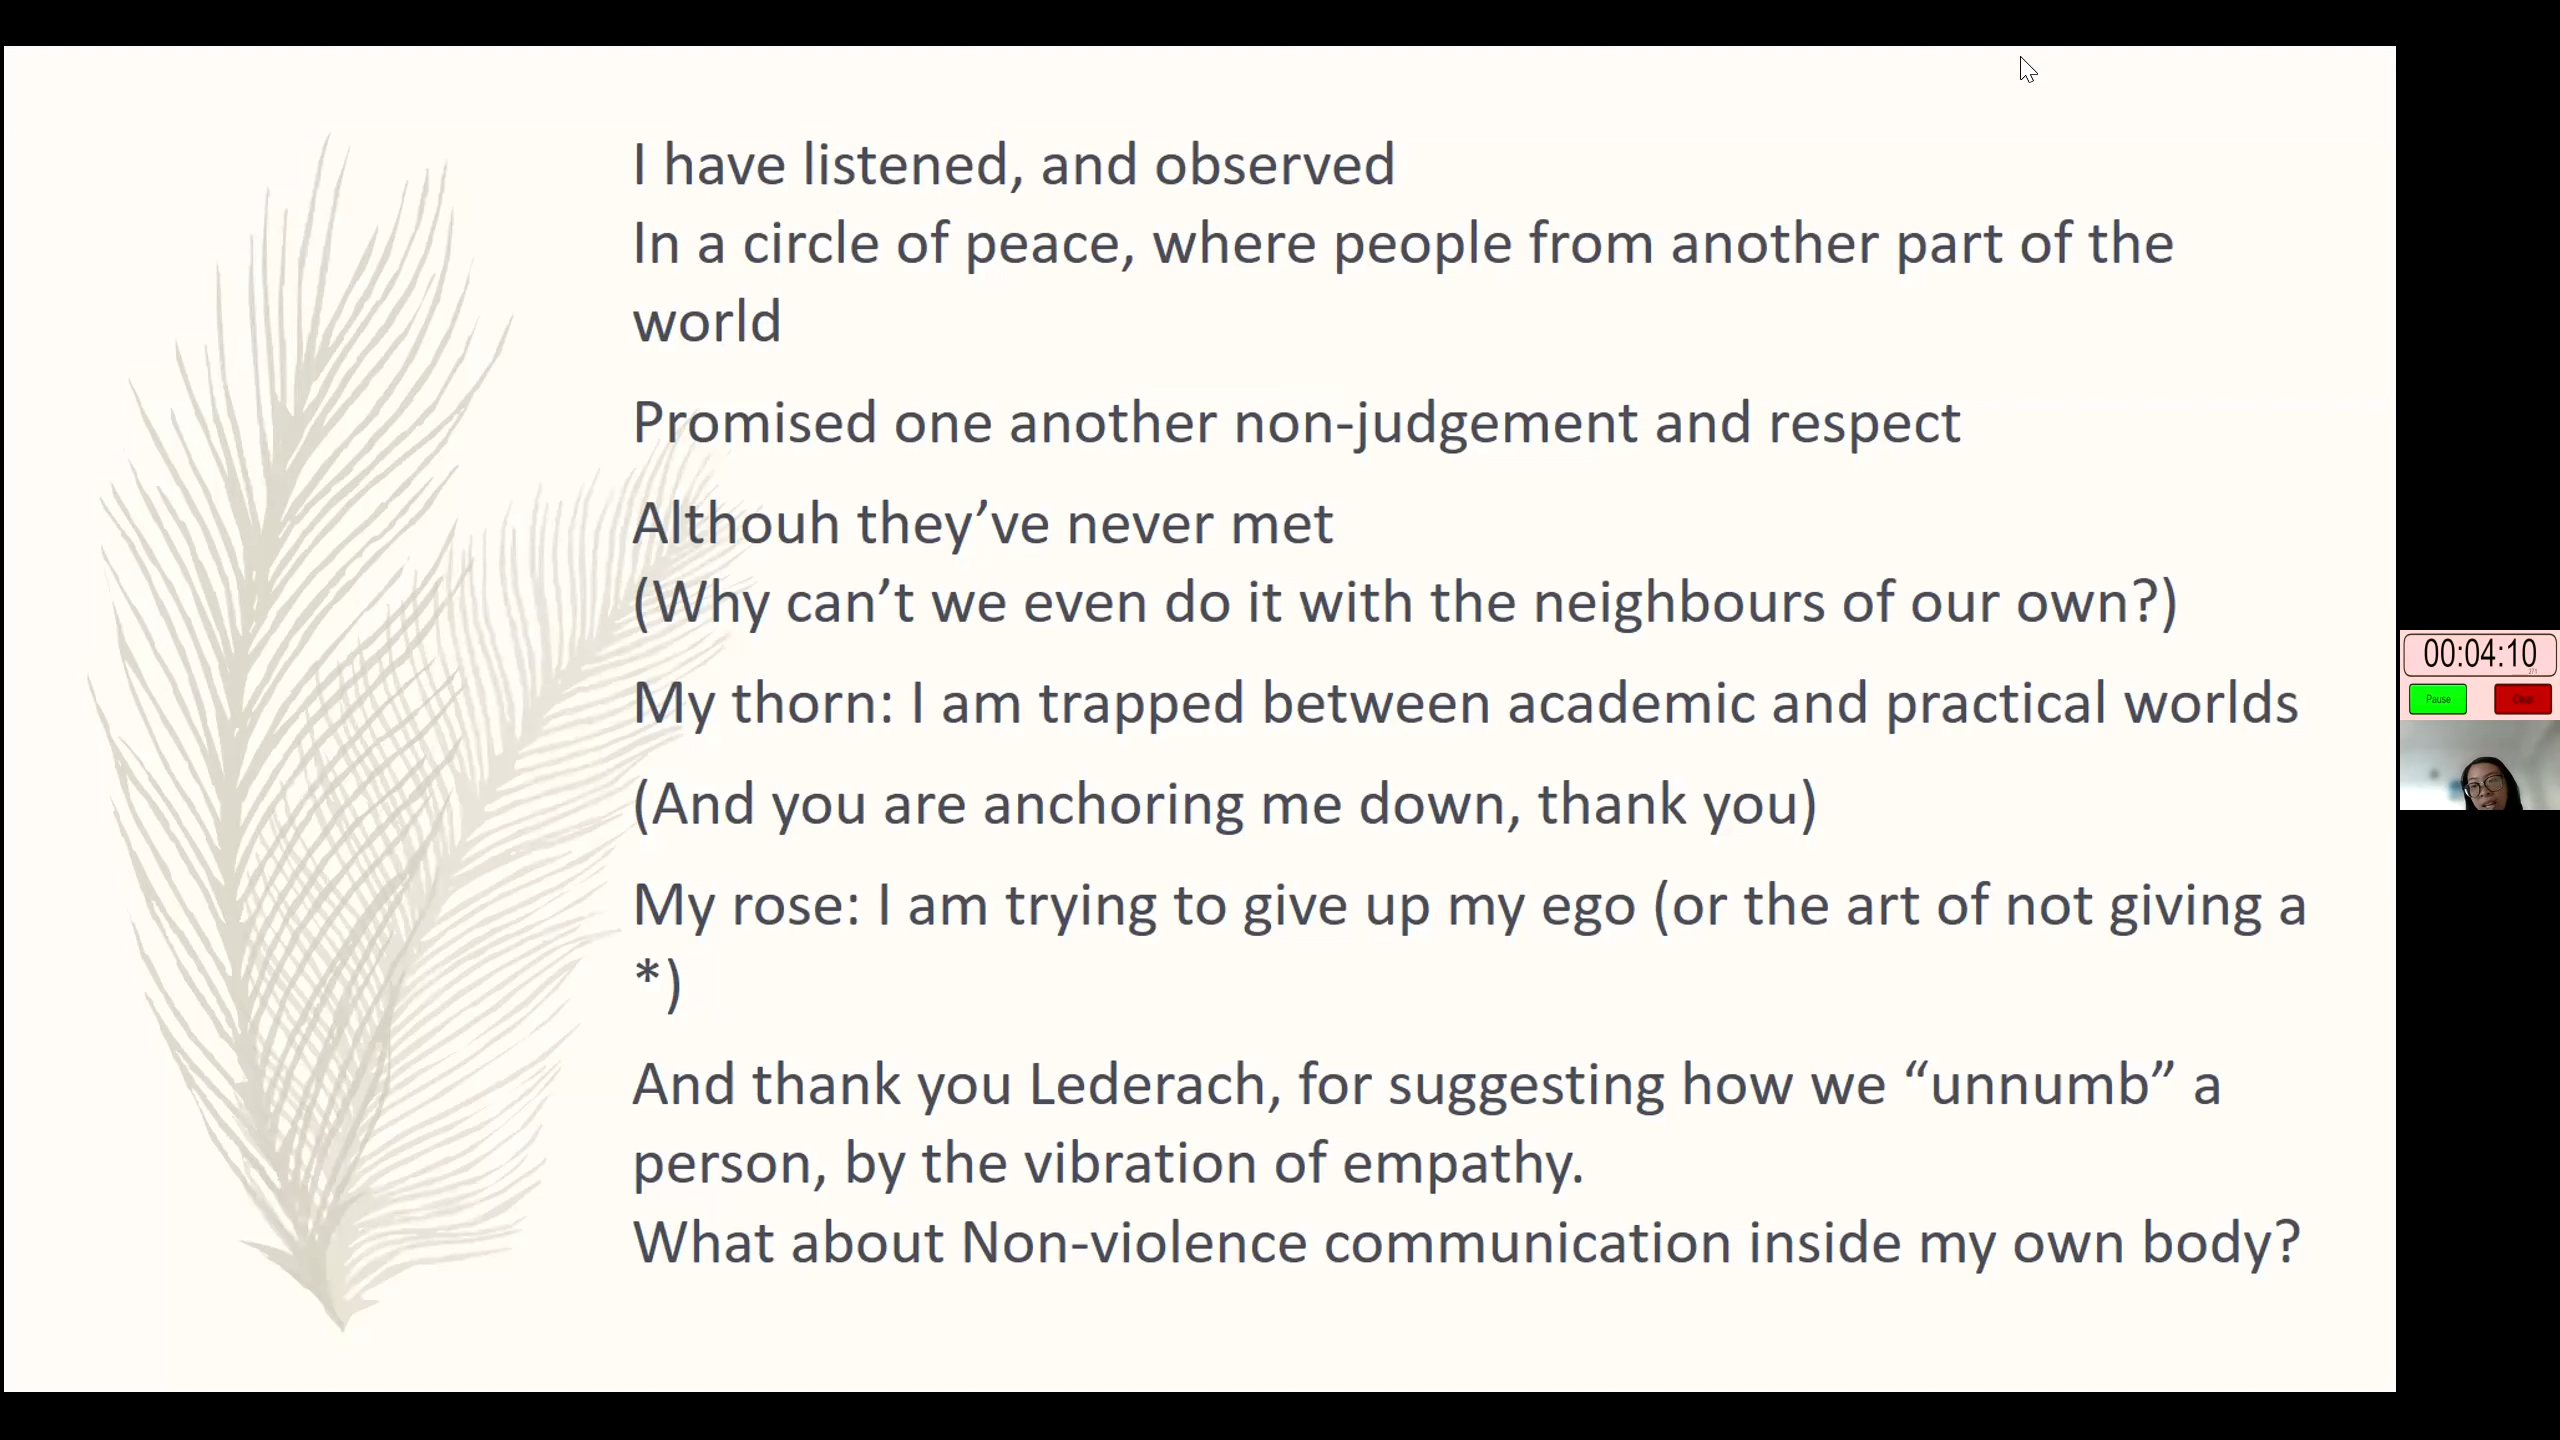 I have listened, and observed
In a circle of peace, where people from another part of the
world
Promised one another non-judgement and respect
Althouh they’ve never met
(Why can’t we even do it with the neighbours of our own?)
My thorn: I am trapped between academic and practical worlds
(And you are anchoring me down, thank you)
My rose: I am trying to give up my ego (or the art of not giving a
*)
And thank you Lederach, for suggesting how we “unnumb” a
person, by the vibration of empathy.
What about Non-violence communication inside my own body?
00:04:10
Pause